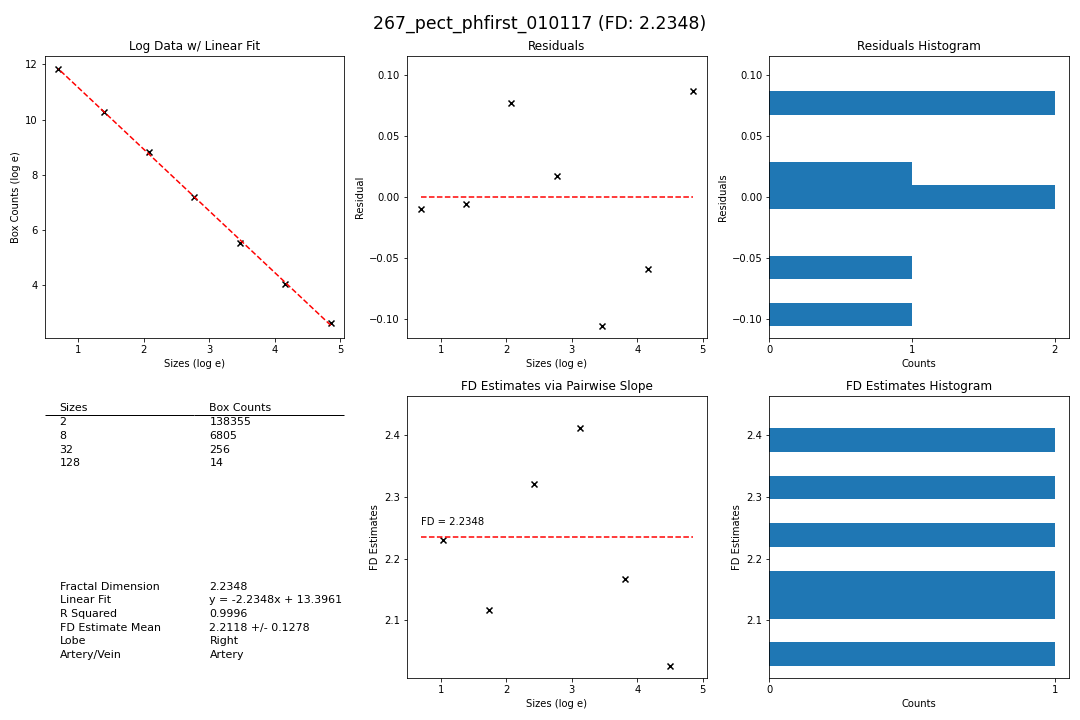 267_pect_phfirst_010117 (FD: 2.2348)
Log Data w/ Linear Fit
12
10
8
6
4
1
2
3
4
5
Box Counts (log e)
Sizes (log e)
Residuals
0.10
0.05
0.00
−0.05
−0.10
1
2
3
4
5
Residual
Sizes (log e)
Residuals Histogram
0.10
0.05
0.00
−0.05
−0.10
0
1
2
Residuals
Counts
Sizes Box Counts
2 138355
8 6805
32 256
128 14
Fractal Dimension 2.2348
Linear Fit y = -2.2348x + 13.3961
R Squared 0.9996
FD Estimate Mean 2.2118 +/- 0.1278
Lobe Right
Artery/Vein Artery
FD Estimates via Pairwise Slope
2.4
2.3
2.2
2.1
FD = 2.2348
1
2
3
4
5
FD Estimates
Sizes (log e)
FD Estimates Histogram
2.4
2.3
2.2
2.1
0
1
FD Estimates
Counts